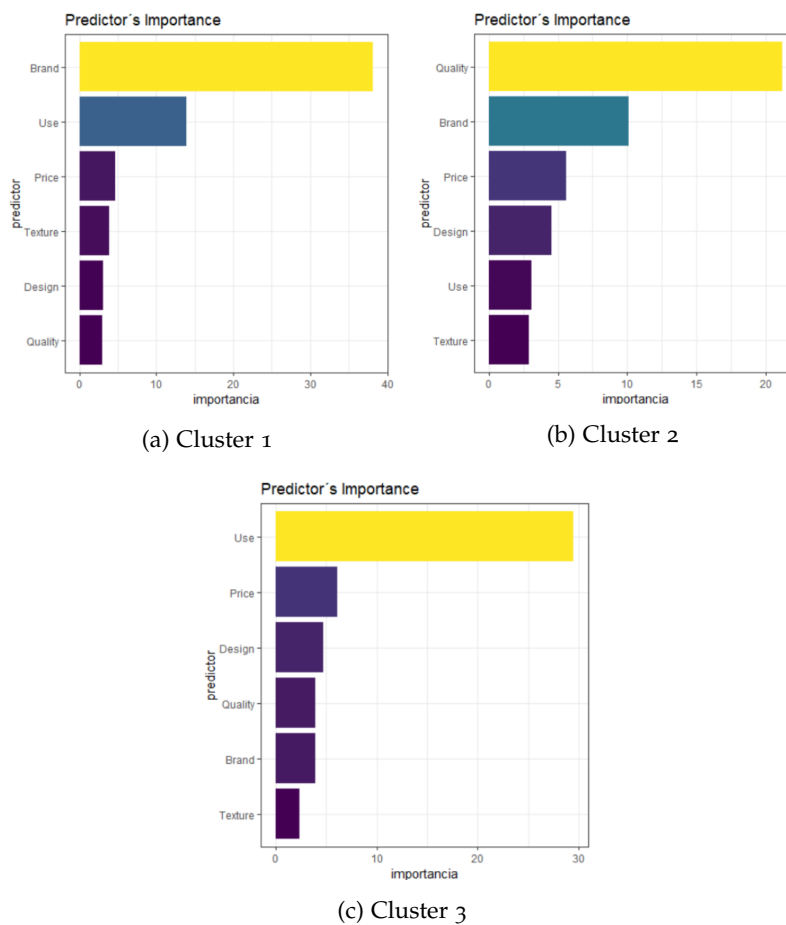 Predictor´s Importance
Brand
Use
Price
Texture
Design
Quality
predictor
0 10 20 30 40
importancia
(a) Cluster 1
Predictor´s Importance
Quality
Brand
Price
Design
Use
Texture
predictor
0 5 10 15 20
importancia
(b) Cluster 2
Predictor´s Importance
Use
Price
Design
Quality
Brand
Texture
predictor
0 10 20 30
importancia
(c) Cluster 3